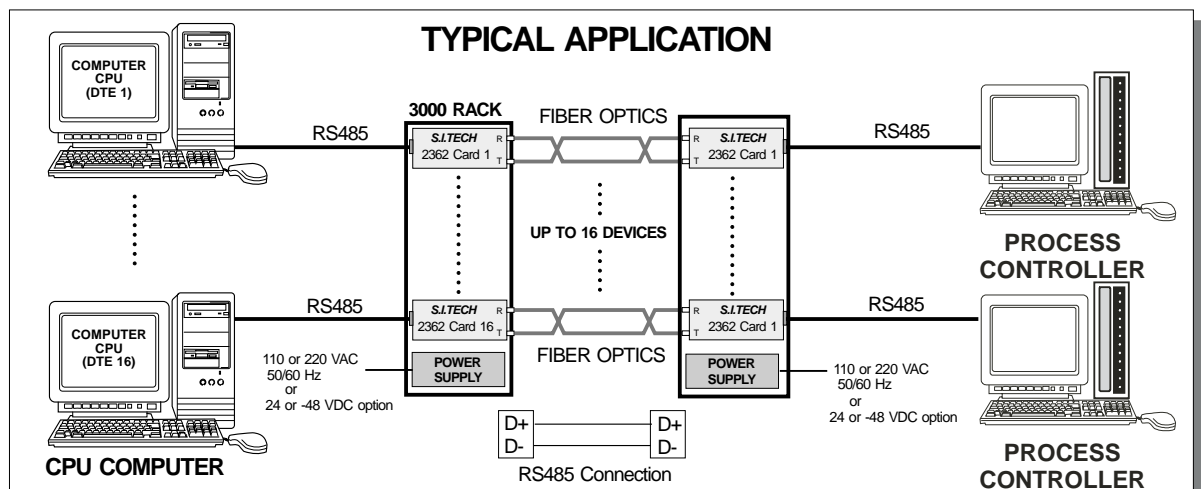 TYPICAL APPLICATION
COMPUTER
CPU
(DTE 1)
RS485
3000 RACK
S.I.TECH
2362 Card 1
R
T
FIBER OPTICS
R
T
S.I.TECH
2362 Card 1
RS485
PROCESS
CONTROLLER
UP TO 16 DEVICES
COMPUTER
CPU
(DTE 16)
CPU COMPUTER
RS485
S.I.TECH
2362 Card 16
R
T
FIBER OPTICS
R
T
S.I.TECH
2362 Card 1
RS485
PROCESS
CONTROLLER
110 or 220 VAC
50/60 Hz
or
24 or -48 VDC option
POWER
SUPPLY
POWER
SUPPLY
110 or 220 VAC
50/60 Hz
or
24 or -48 VDC option
D+
D-
D+
D-
RS485 Connection